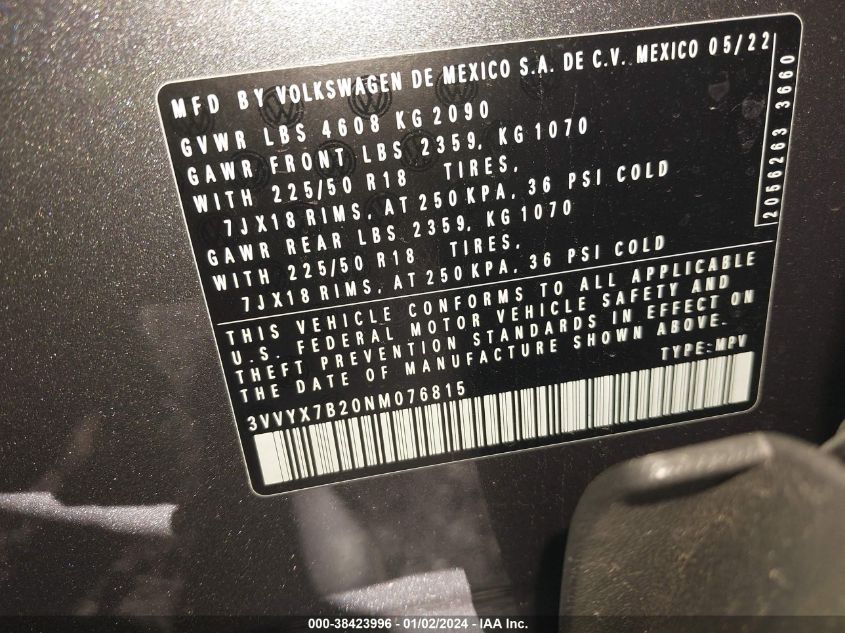 MFD BY VOLKSWAGEN DE MEXICO S.A. DE C.V. MEXICO 05/22
GVWR LBS 4608 KG 2090
GAWR FRONT LBS 2359, KG 1070
WITH 225/50 R18 TIRES,
7JX18 RIMS, AT 250 KPA, 36 PSI COLD
GAWR REAR LBS 2359, KG 1070
WITH 225/50 R18 TIRES,
7JX18 RIMS, AT 250 KPA, 36 PSI COLD
2056263 3660
THIS VEHICLE CONFORMS TO ALL APPLICABLE
U.S. FEDERAL MOTOR VEHICLE SAFETY AND
THEFT PREVENTION STANDARDS IN EFFECT ON
THE DATE OF MANUFACTURE SHOWN ABOVE.
TYPE:MPV
3VVYX7B20NM076815
000-38423996 - 01/02/2024 - IAA Inc.